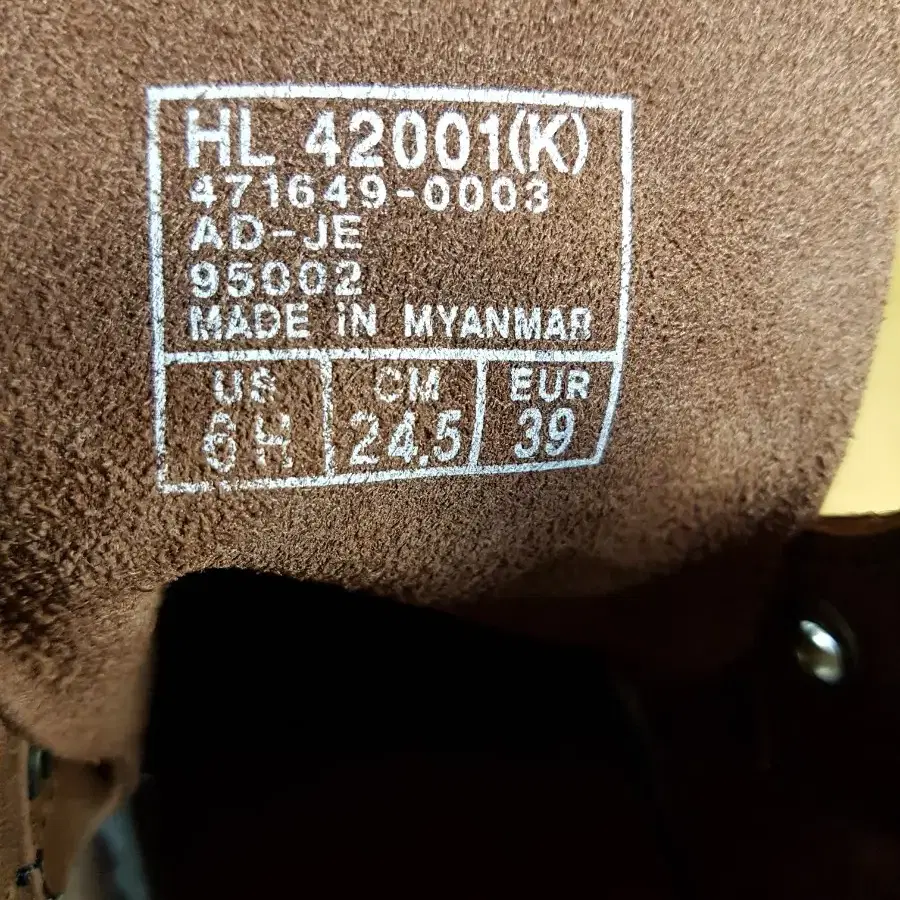 HL 42001(K)
471649-0003
AD-JE
95002
MADE iN MYANMAR
US CM EUR
6H 24.5 39